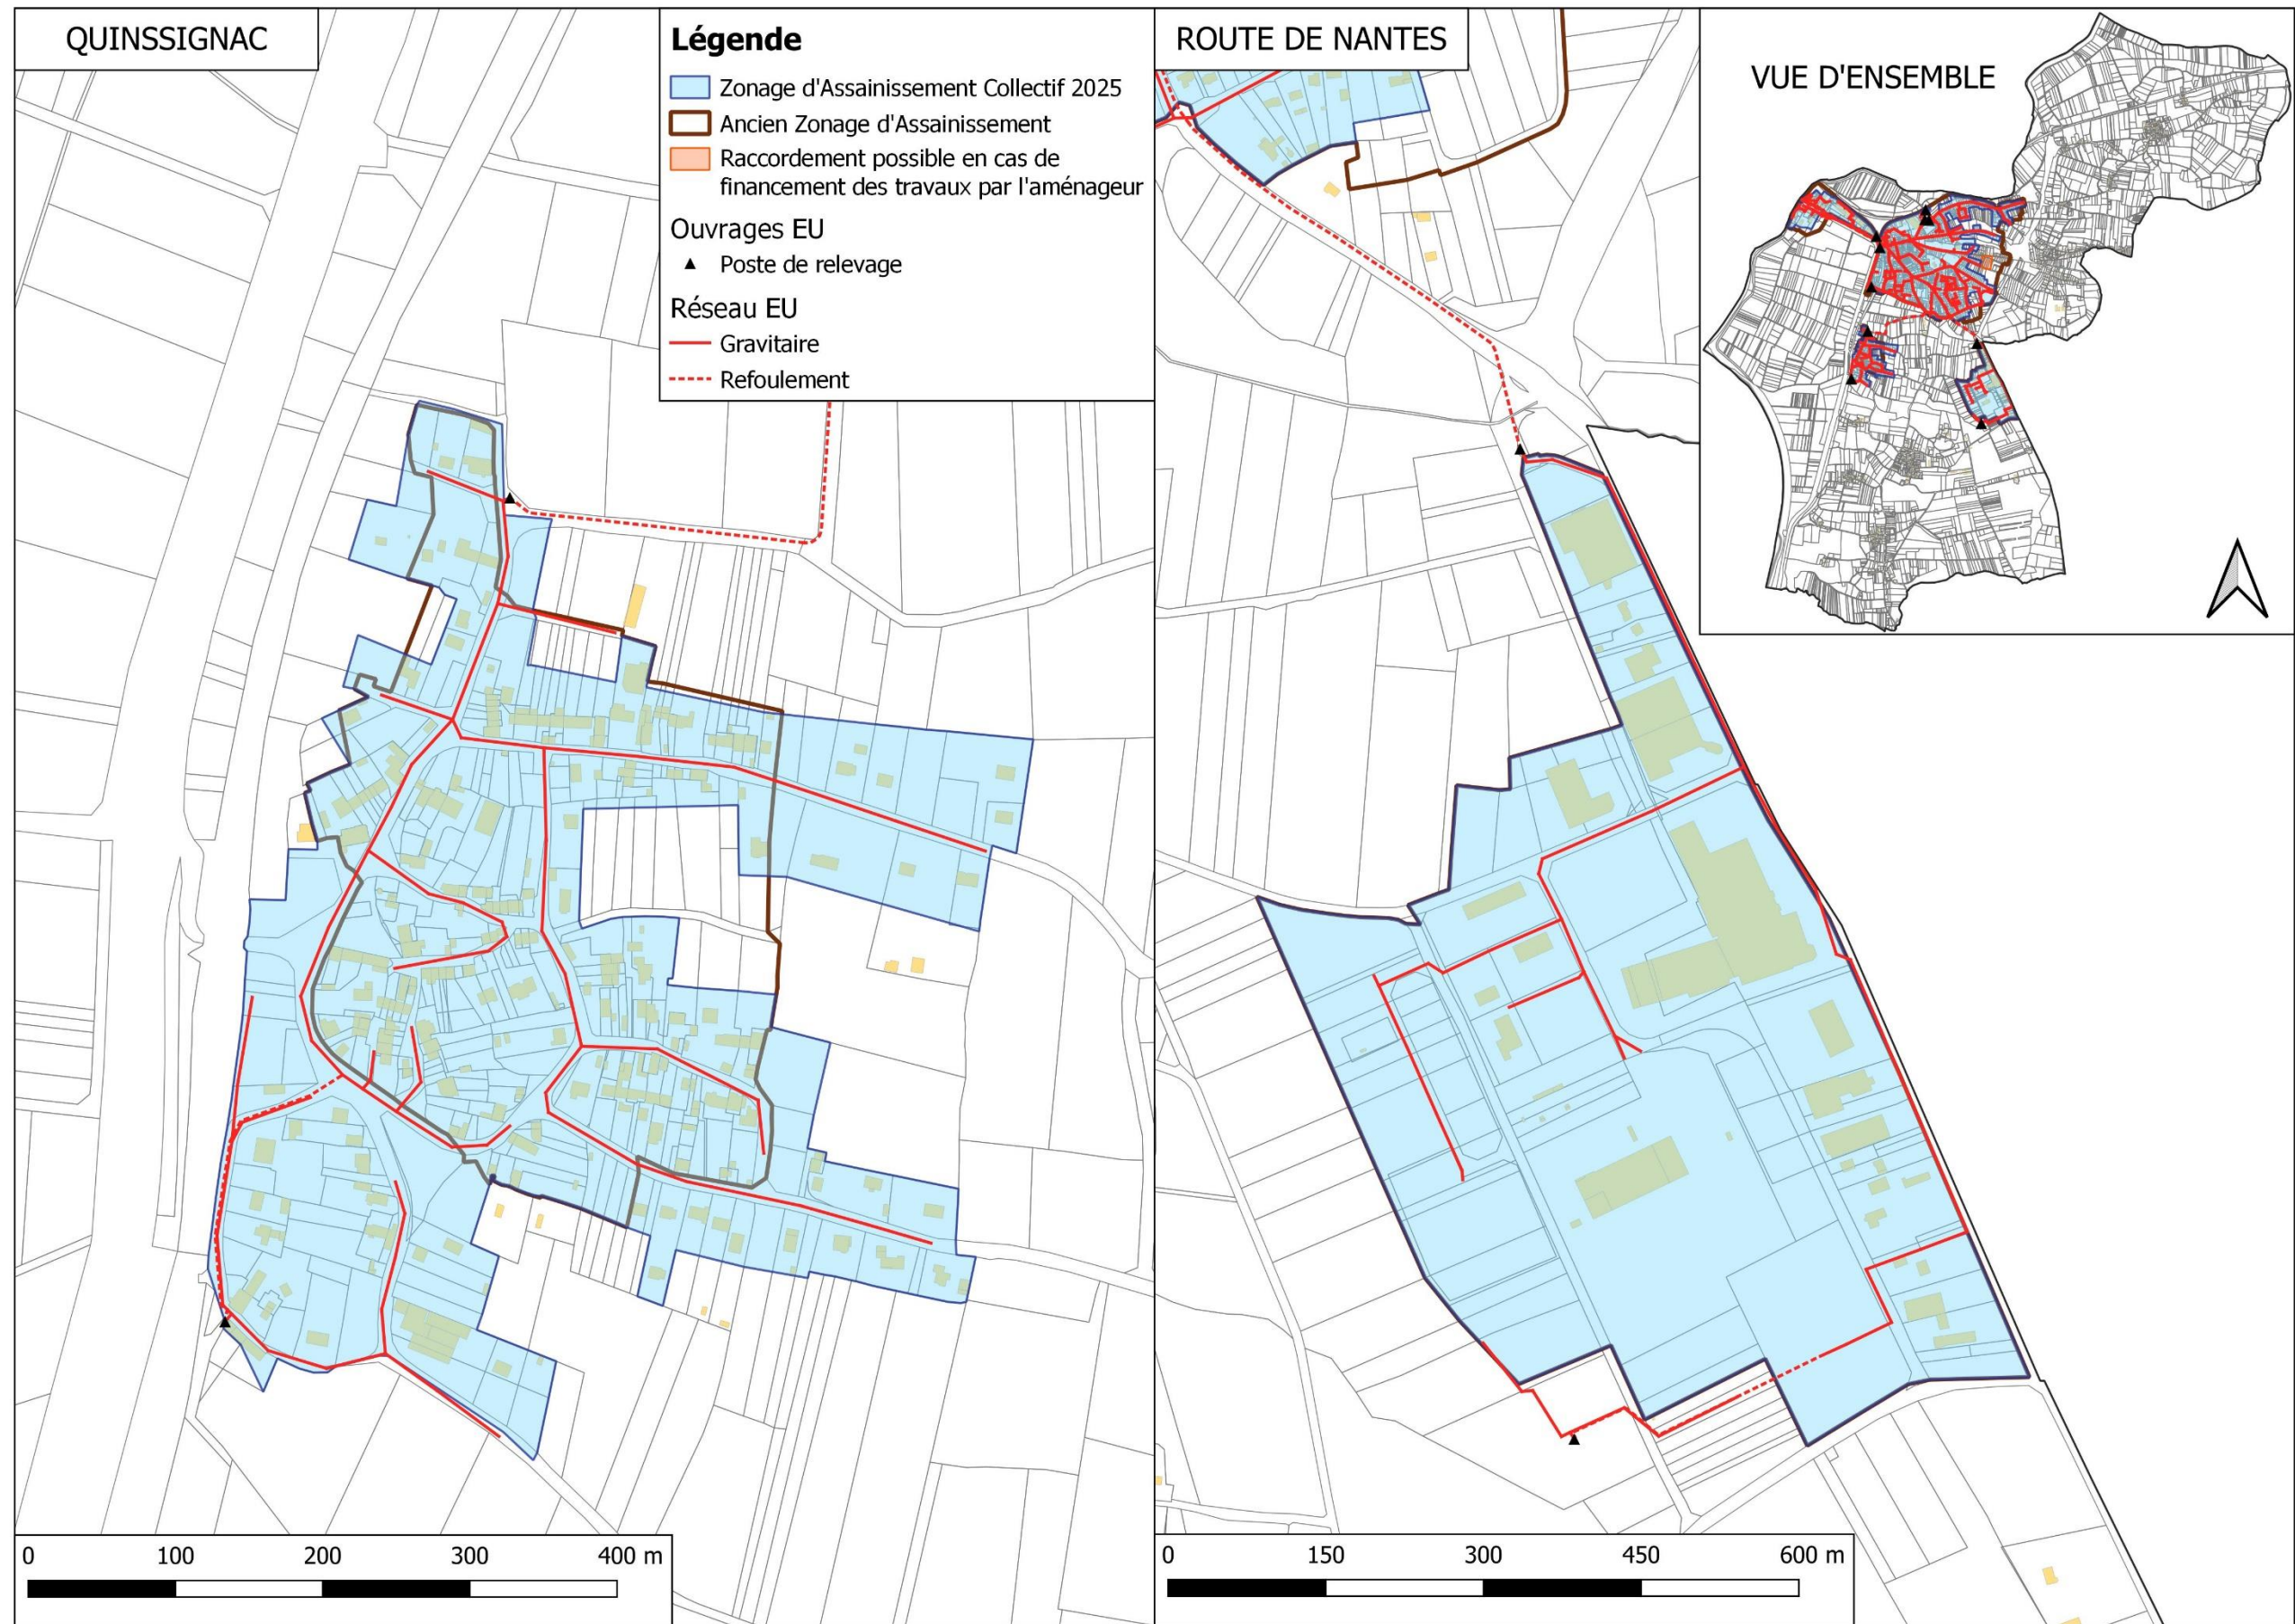 QUINSSIGNAC
Légende
Zonage d'Assainissement Collectif 2025
Ancien Zonage d'Assainissement
Raccordement possible en cas de
financement des travaux par l'aménageur
Ouvrages EU
Poste de relevage
Réseau EU
Gravitaire
Refoulement
ROUTE DE NANTES
VUE D'ENSEMBLE
0 100 200 300 400 m
0 150 300 450 600 m